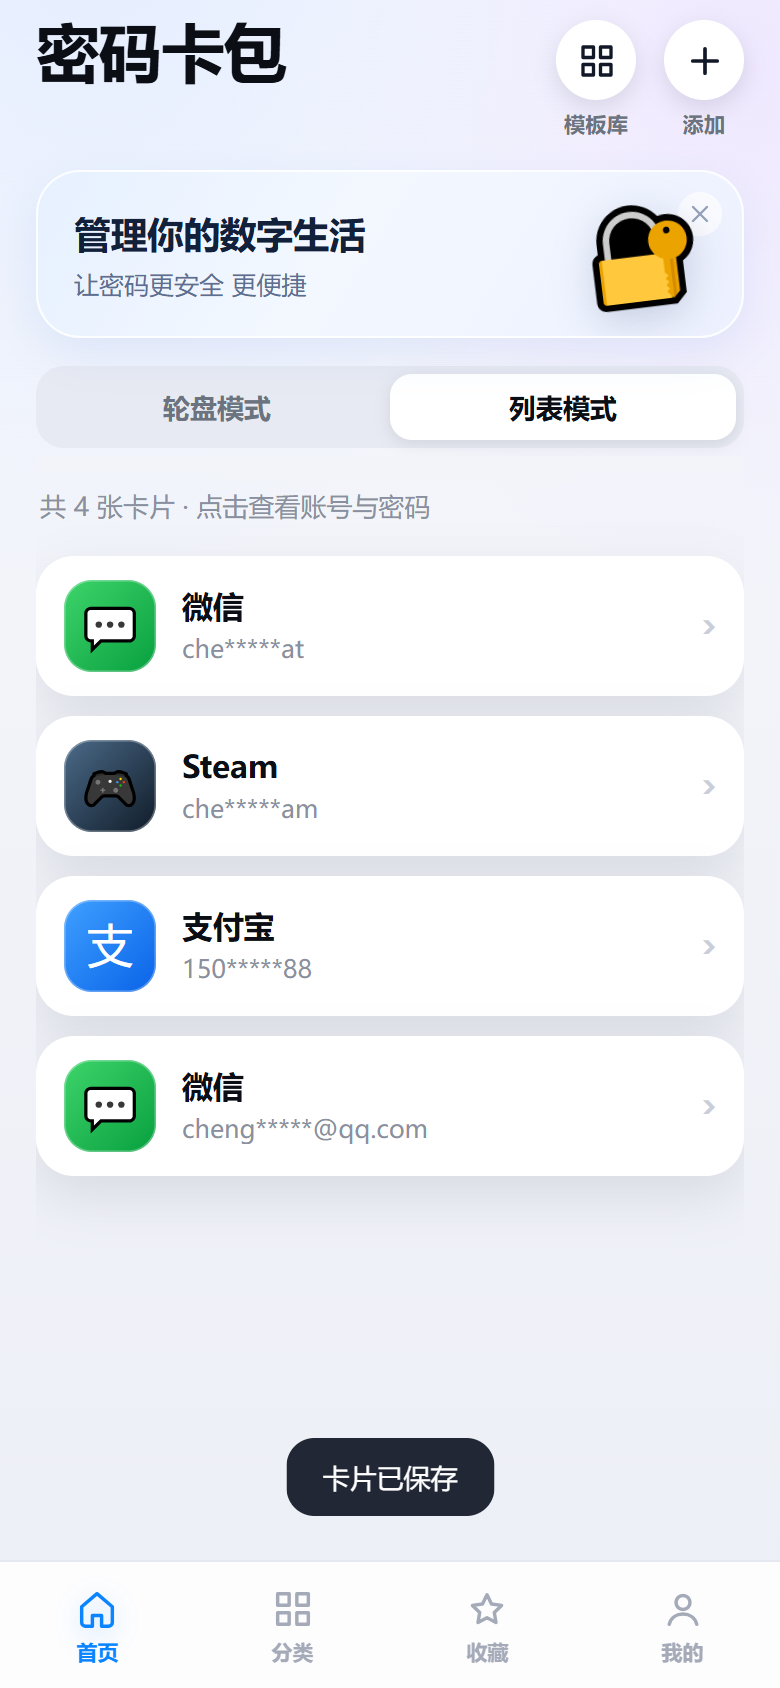 密码卡包
模板库
添加
管理你的数字生活
让密码更安全 更便捷
轮盘模式
列表模式
共 4 张卡片 · 点击查看账号与密码
微信
che*****at
Steam
che*****am
支
支付宝
150*****88
微信
cheng*****@qq.com
卡片已保存
首页
分类
收藏
我的